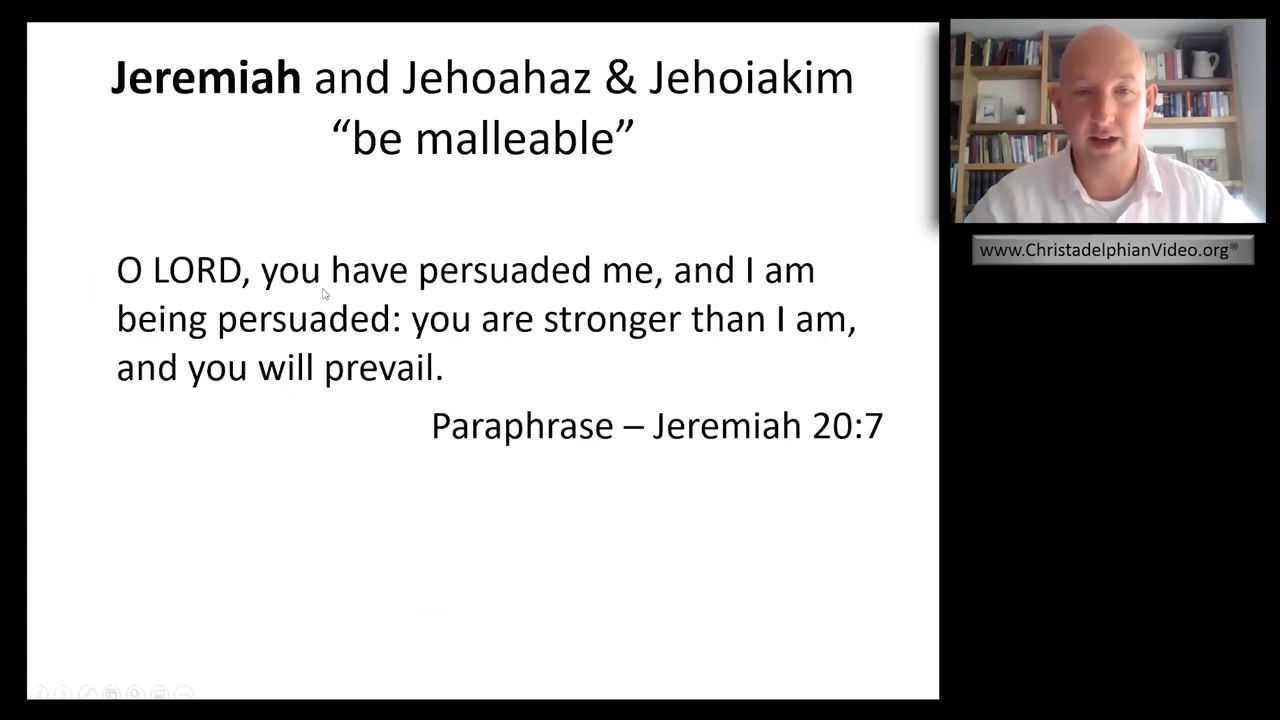 Jeremiah and Jehoahaz & Jehoiakim
“be malleable”
O LORD, you have persuaded me, and I am
being persuaded: you are stronger than I am,
and you will prevail.
Paraphrase – Jeremiah 20:7
www.ChristadelphianVideo.org®